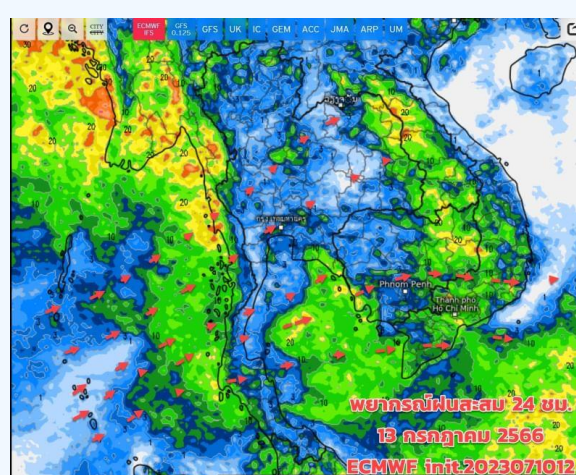 CITY
ECMWF IFS
GFS 0.125
GFS
UK
IC
GEM
ACC
JMA
ARP
UM
กรุงเทพมหานคร
Phnom Penh
Thành phố
Hồ Chí Minh
พยากรณ์ฝนสะสม 24 ชม.
13 กรกฎาคม 2566
ECMWF init.2023071012